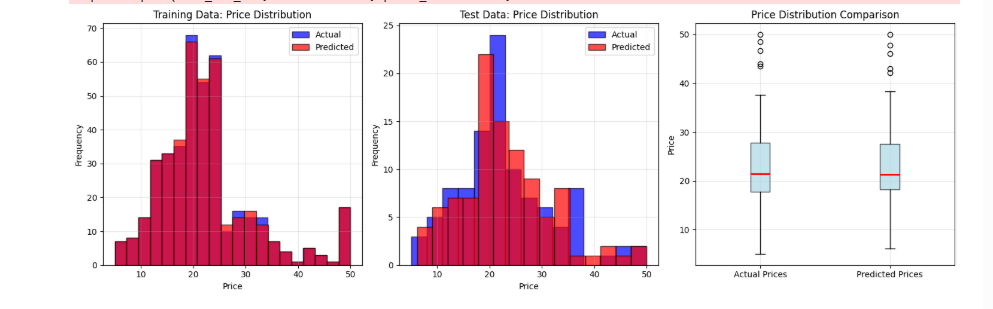 Training Data: Price Distribution
Actual
Predicted
Frequency
70
60
50
40
30
20
10
0
10
20
30
40
50
Price
Test Data: Price Distribution
Actual
Predicted
Frequency
25
20
15
10
5
0
10
20
30
40
50
Price
Price Distribution Comparison
Price
50
40
30
20
10
Actual Prices
Predicted Prices